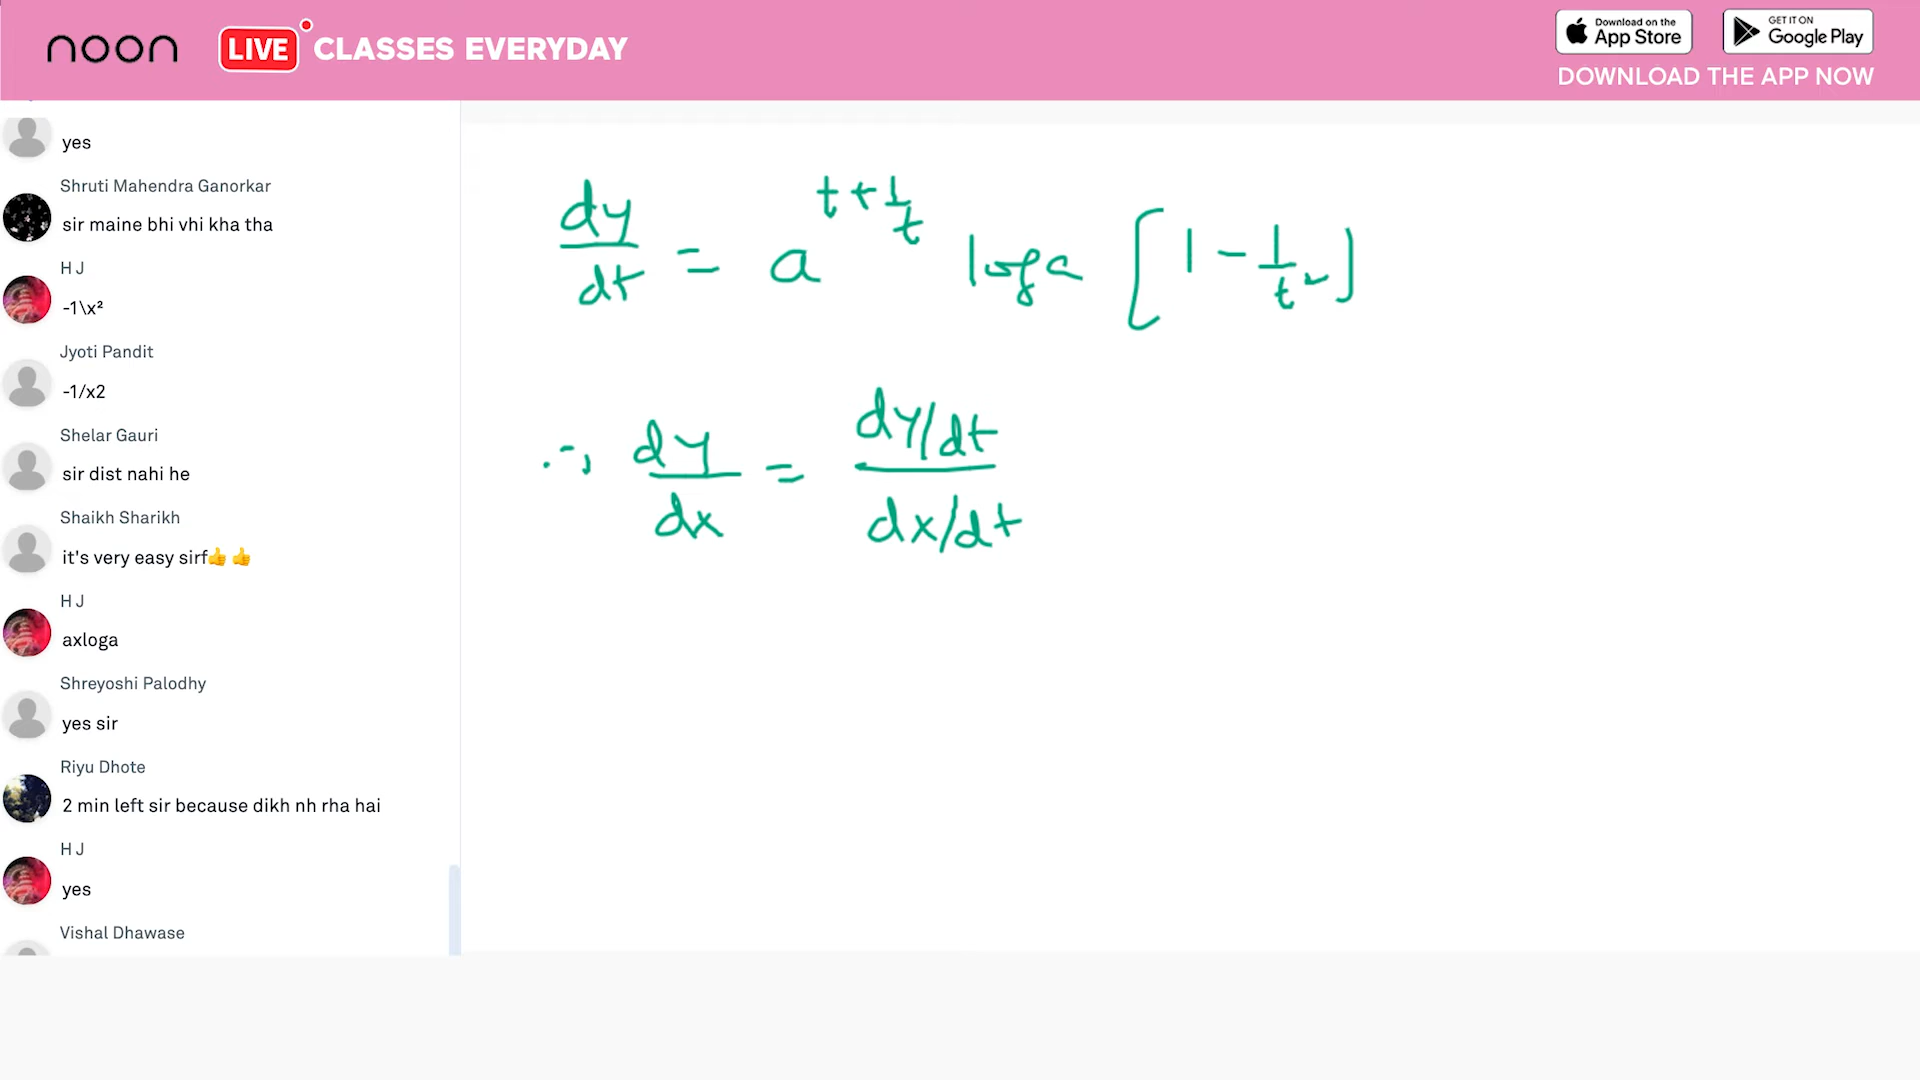 noon LIVE CLASSES EVERYDAY
Download on the App Store
GET IT ON Google Play
DOWNLOAD THE APP NOW
yes
Shruti Mahendra Ganorkar
sir maine bhi vhi kha tha
H J
-1\x²
Jyoti Pandit
-1/x2
Shelar Gauri
sir dist nahi he
Shaikh Sharikh
it's very easy sirf👍👍
H J
axloga
Shreyoshi Palodhy
yes sir
Riyu Dhote
2 min left sir because dikh nh rha hai
H J
yes
Vishal Dhawase
dy/dt = a^(t+1/t) log a [1 - 1/t²]
∴ dy/dx = (dy/dt)/(dx/dt)